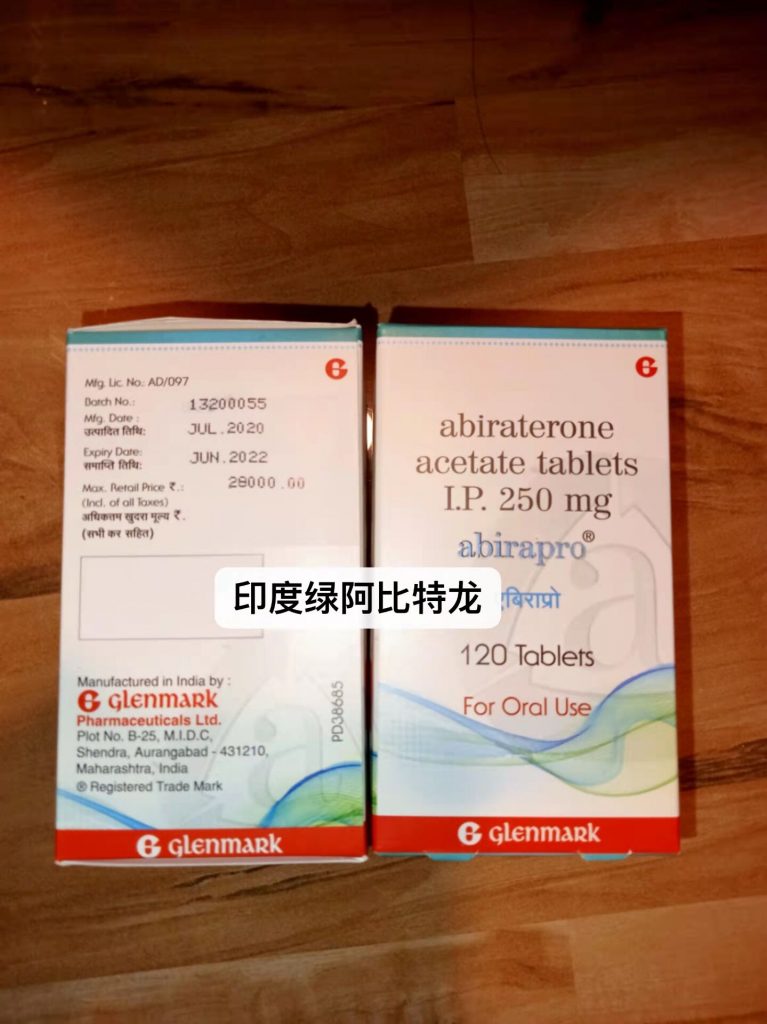 Mfg. Lic. No.: AD/097
Batch No.: 13200055
Mfg. Date :
उत्पादित तिथि: JUL.2020
Expiry Date:
समाप्ति तिथि: JUN.2022
Max. Retail Price ₹.: 28000.00
(Incl. of all Taxes)
अधिकतम खुदरा मूल्य ₹.
(सभी कर सहित)
Manufactured in India by :
GLENMARK
Pharmaceuticals Ltd.
Plot No. B-25, M.I.D.C,
Shendra, Aurangabad - 431210,
Maharashtra, India
® Registered Trade Mark
PD38685
GLENMARK
abiraterone
acetate tablets
I.P. 250 mg
abirapro®
印度绿阿比特龙
120 Tablets
For Oral Use
GLENMARK